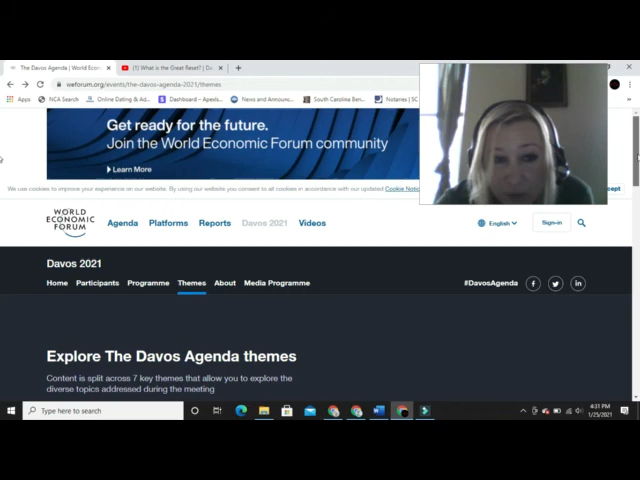 The Davos Agenda | World Econ
(1) What is the Great Reset? | D
weforum.org/events/the-davos-agenda-2021/themes
Apps NCA Search Online Dating & Ad Dashboard - News and Announc... South Carolina Ben... Notaries | SC
Get ready for the future.
Join the World Economic Forum community
Learn More
We use cookies to improve your experience on our website. By using our website you consent to all cookies in accordance with our updated Cookie Notic
WORLD
ECONOMIC
FORUM
Agenda Platforms Reports Davos 2021 Videos English Sign-in
Davos 2021
Home Participants Programme Themes About Media Programme #DavosAgenda
Explore The Davos Agenda themes
Content is split across 7 key themes that allow you to explore the
diverse topics addressed during the meeting
Type here to search
4:31 PM
1/25/2021